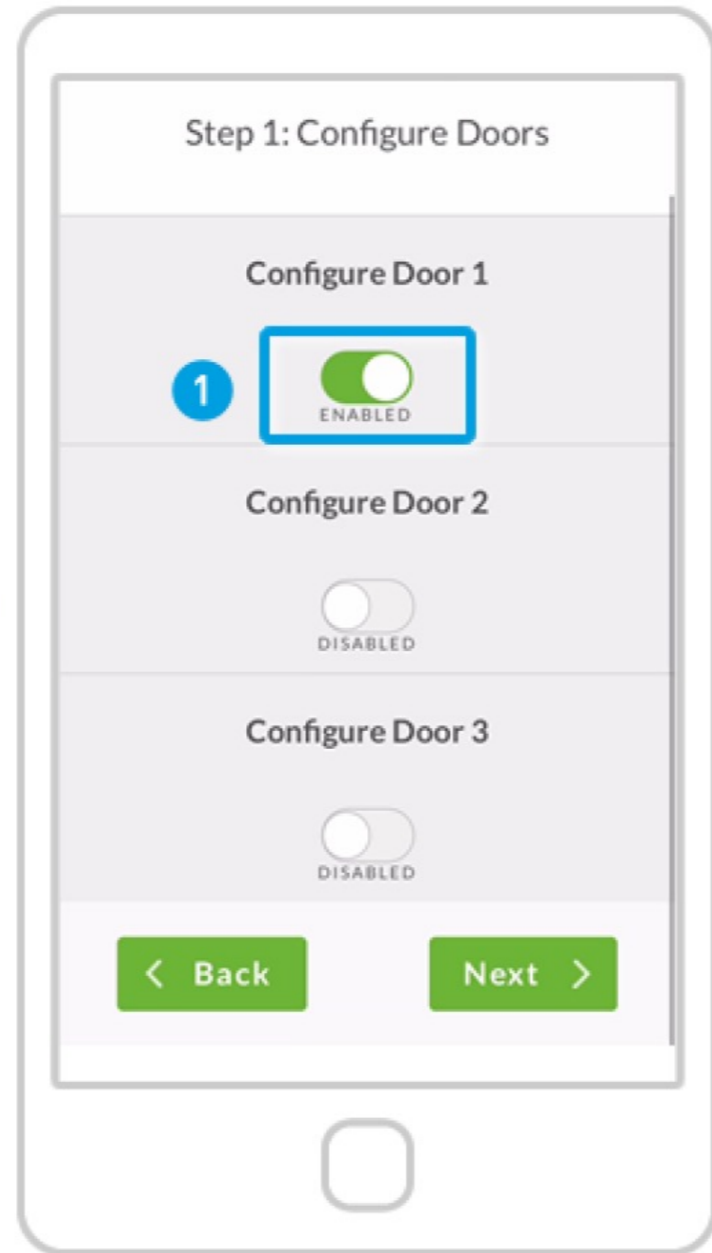 Step 1: Configure Doors
Configure Door 1
1
ENABLED
Configure Door 2
DISABLED
Configure Door 3
DISABLED
Back
Next